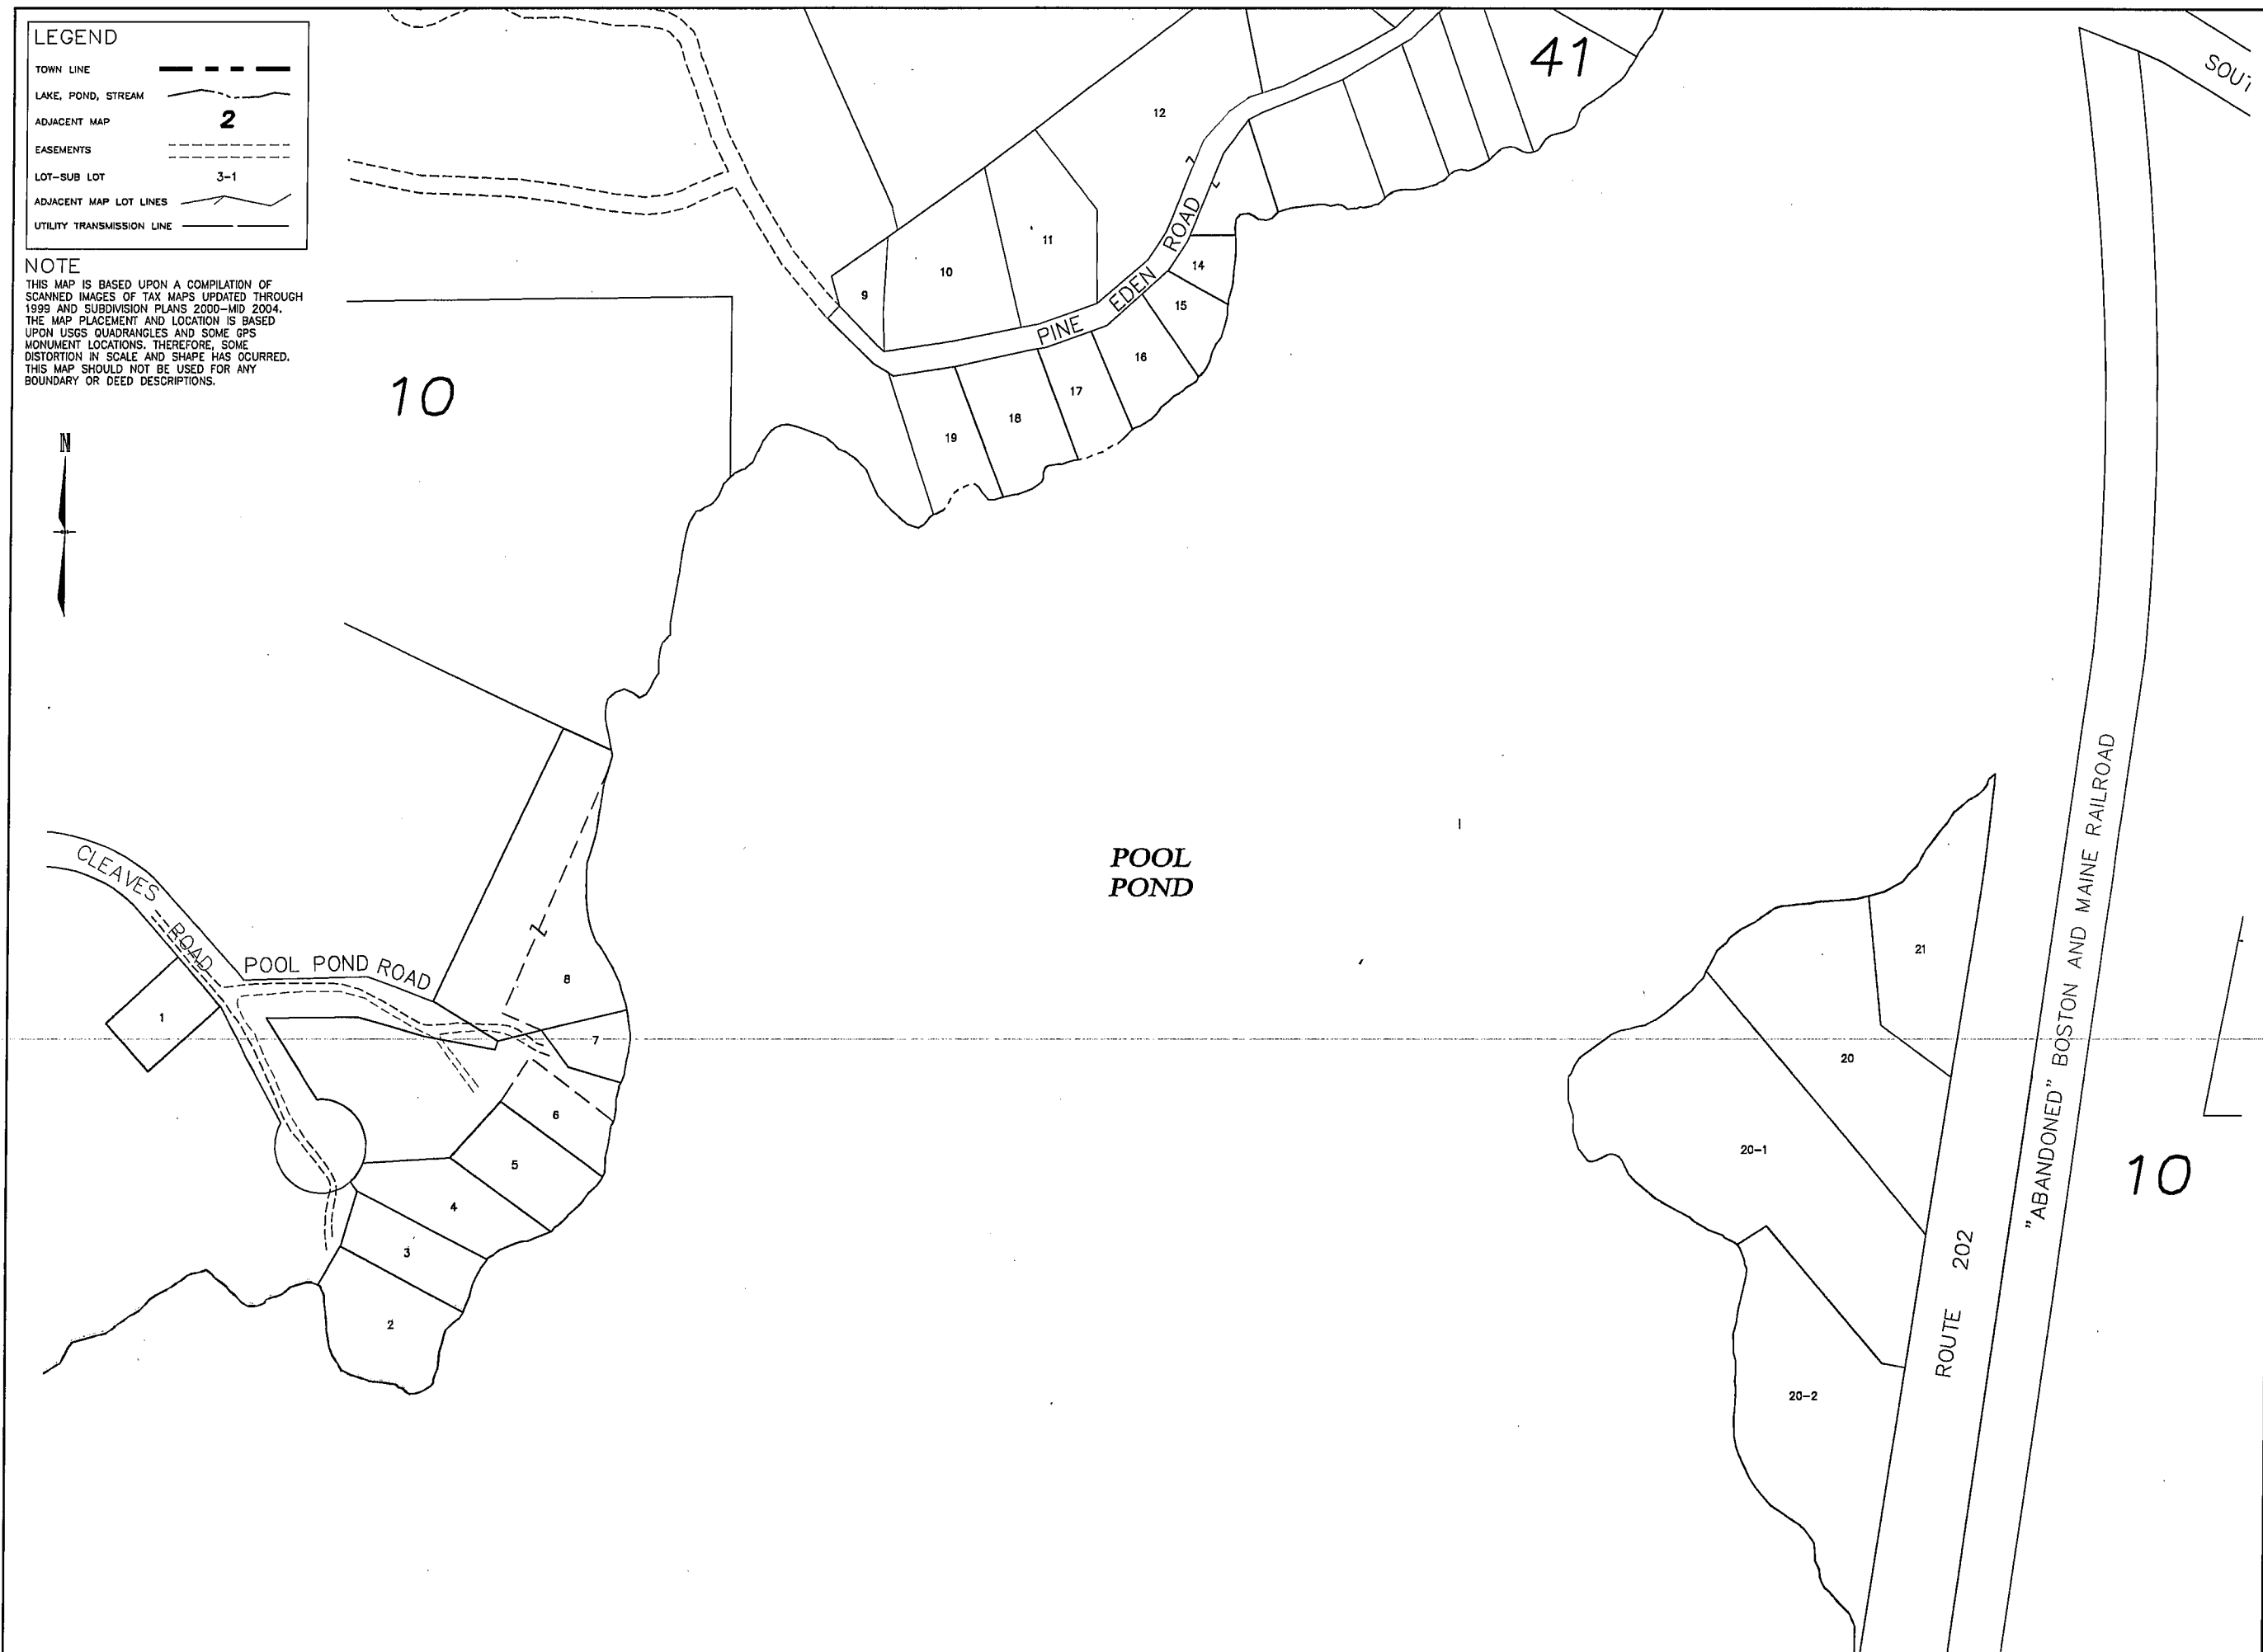 LEGEND
TOWN LINE
LAKE, POND, STREAM
ADJACENT MAP 2
EASEMENTS
LOT-SUB LOT 3-1
ADJACENT MAP LOT LINES
UTILITY TRANSMISSION LINE
NOTE
THIS MAP IS BASED UPON A COMPILATION OF
SCANNED IMAGES OF TAX MAPS UPDATED THROUGH
1999 AND SUBDIVISION PLANS 2000-MID 2004.
THE MAP PLACEMENT AND LOCATION IS BASED
UPON USGS QUADRANGLES AND SOME GPS
MONUMENT LOCATIONS. THEREFORE, SOME
DISTORTION IN SCALE AND SHAPE HAS OCURRED.
THIS MAP SHOULD NOT BE USED FOR ANY
BOUNDARY OR DEED DESCRIPTIONS.
N
10
41
SOUT
12
11
10
9
PINE EDEN ROAD
14
15
16
17
18
19
POOL
POND
CLEAVES ROAD
POOL POND ROAD
1
8
7
6
5
4
3
2
21
20
20-1
20-2
ROUTE 202
"ABANDONED" BOSTON AND MAINE RAILROAD
10